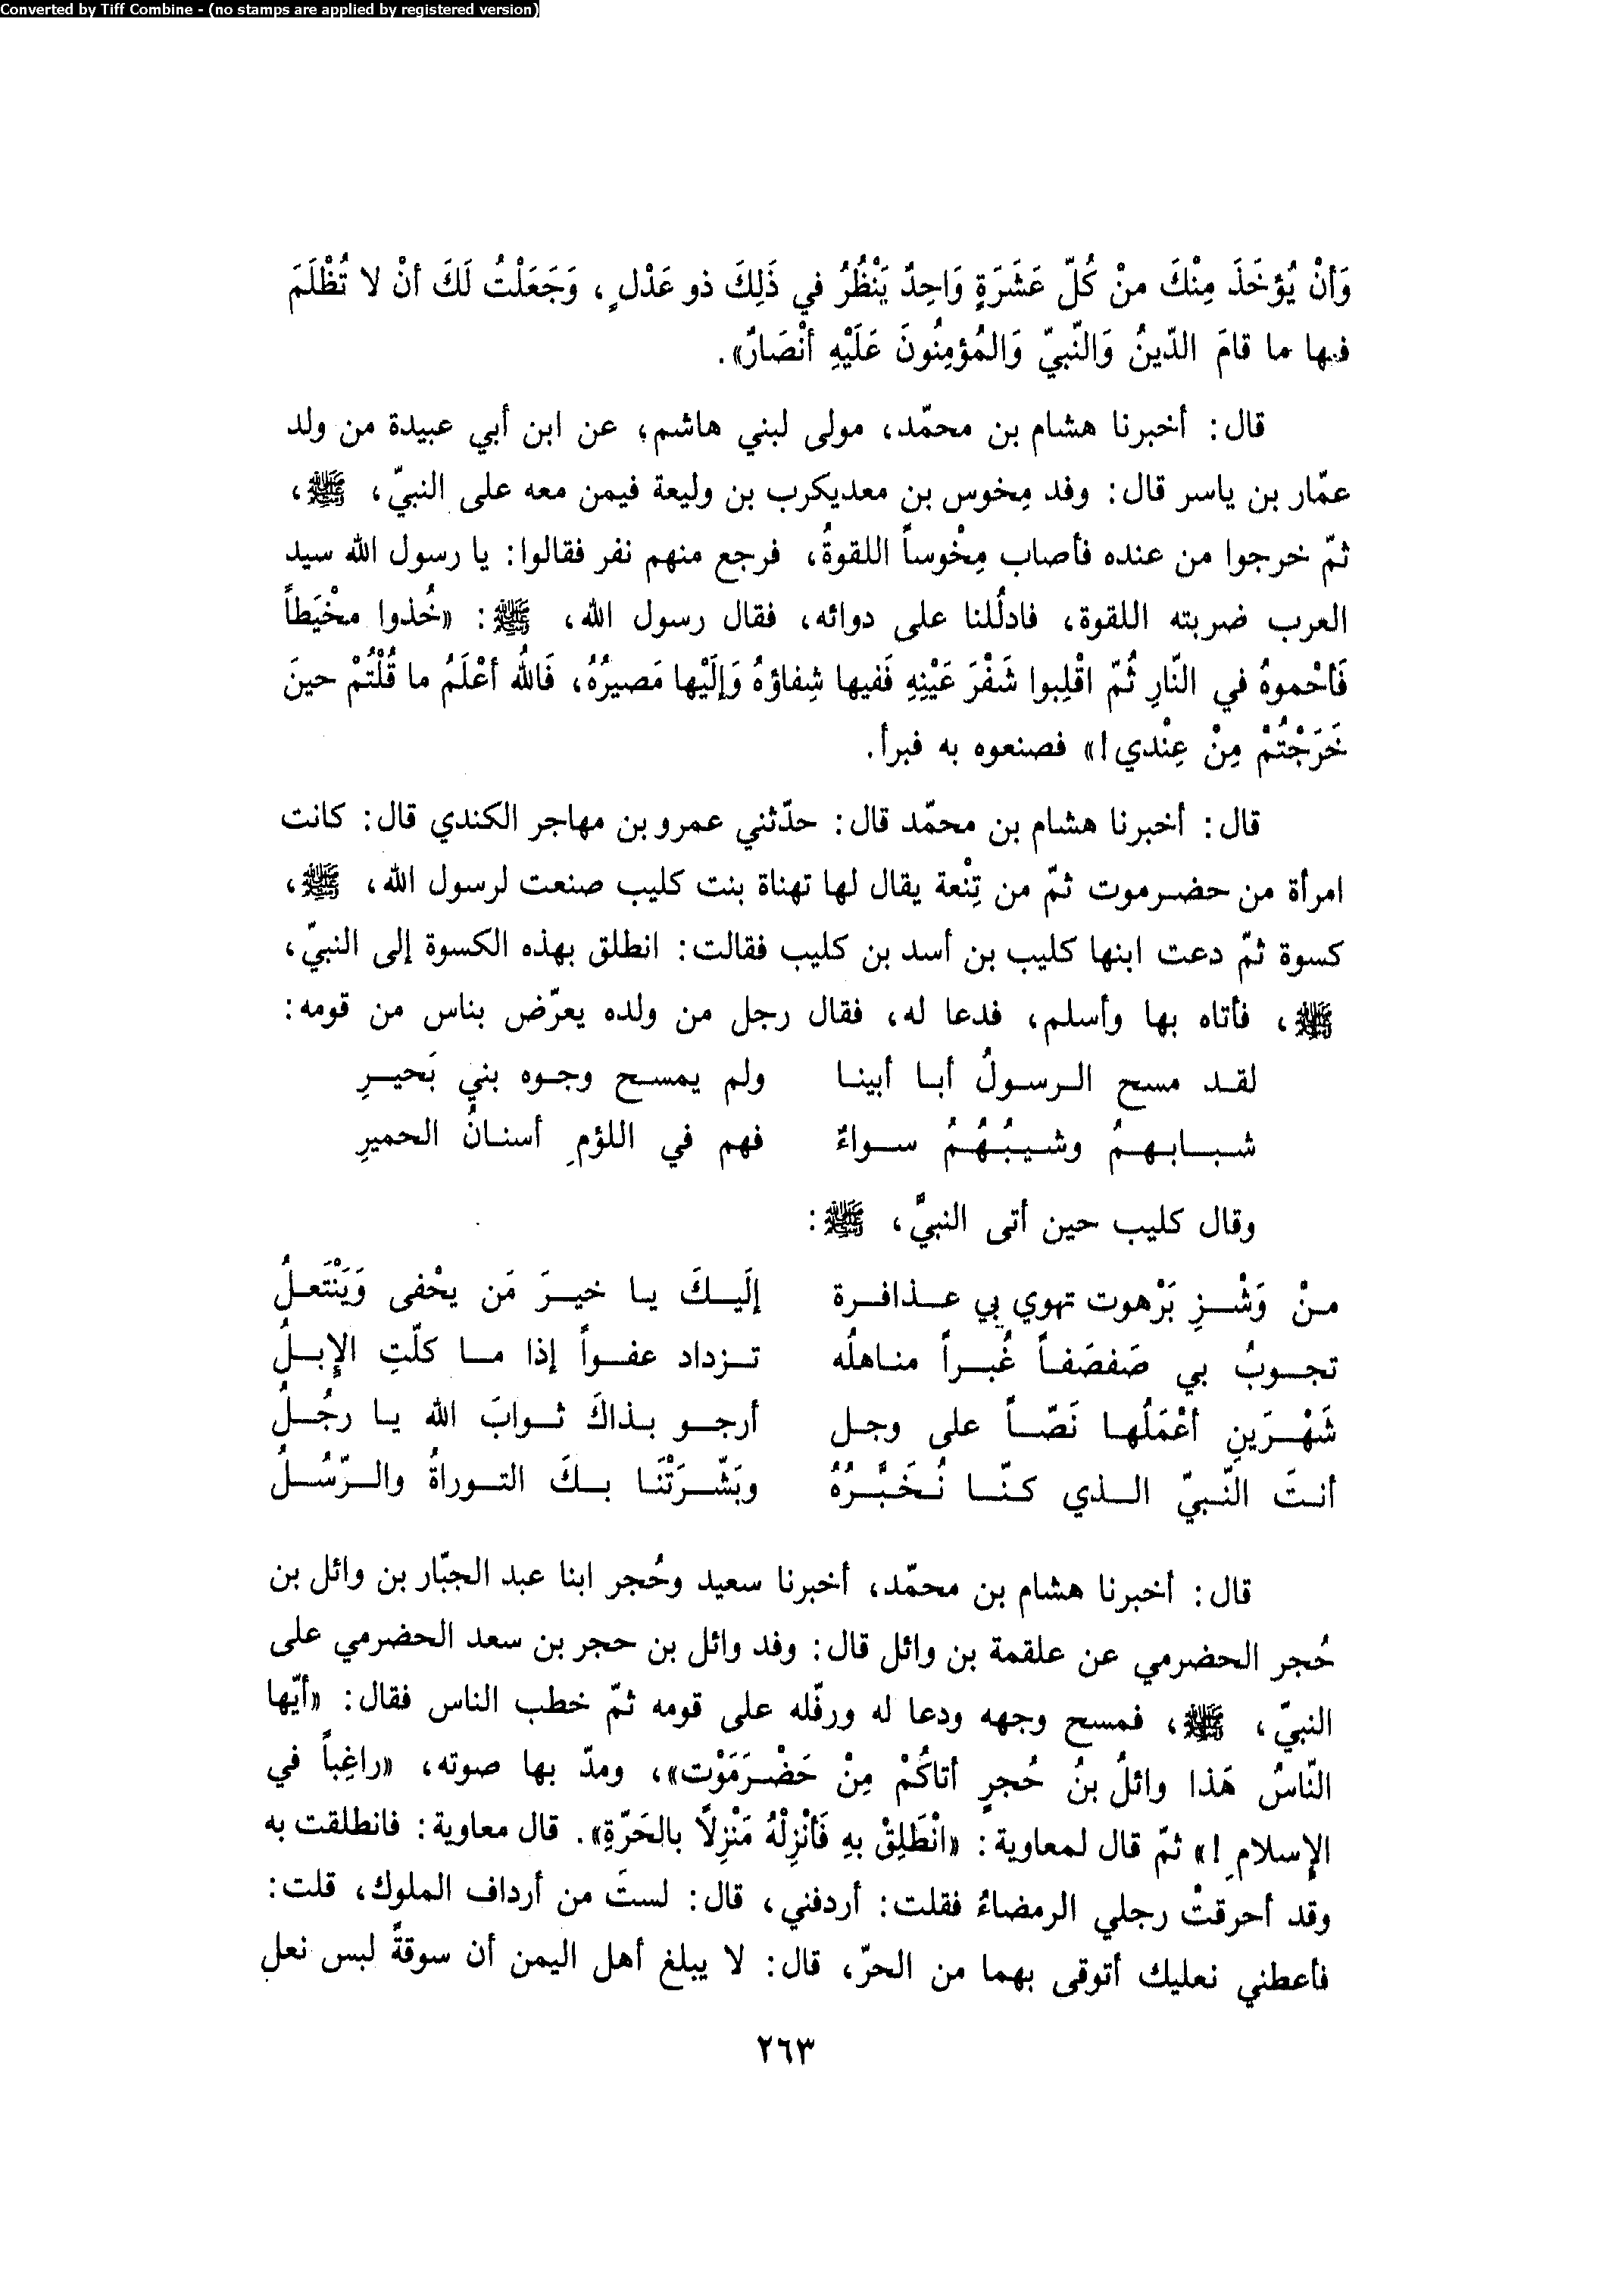 Converted by Tiff Combine - (no stamps are applied by registered version)
وَأنْ يُؤخَذَ مِنْكَ منْ كُلّ عَشَرَةٍ وَاحِدٌ يَنْظُرُ في ذَلِكَ ذو عَدْلٍ، وَجَعَلْتُ لَكَ أنْ لا تُظْلَمَ
فيها ما قامَ الدّينُ وَالنّبيّ وَالمُؤمِنُونَ عَلَيْهِ أنْصَارٌ».
قال: أخبرنا هشام بن محمّد، مولى لبني هاشم، عن ابن أبي عبيدة من ولد
عمّار بن ياسر قال: وفد مِخوس بن معديكرب بن وليعة فيمن معه على النبيّ، ﷺ،
ثمّ خرجوا من عنده فأصاب مِخْوساً اللقوةُ، فرجع منهم نفر فقالوا: يا رسول الله سيد
العرب ضربته اللقوة، فادلُلنا على دوائه، فقال رسول الله، ﷺ: «خُذوا مخْيَطاً
فَأحْموهُ في النّارِ ثُمّ اقْلِبوا شَفْرَ عَيْنِهِ فَفيها شِفاؤهُ وَإلَيْها مَصيرُهُ، فَاللهُ أعْلَمُ ما قُلْتُمْ حينَ
خَرَجْتُمْ مِنْ عِنْدي!» فصنعوه به فبرأ.
قال: أخبرنا هشام بن محمّد قال: حدّثني عمرو بن مهاجر الكندي قال: كانت
امرأة من حضرموت ثمّ من تِنْعة يقال لها تهناة بنت كليب صنعت لرسول الله، ﷺ،
كسوة ثمّ دعت ابنها كليب بن أسد بن كليب فقالت: انطلق بهذه الكسوة إلى النبيّ،
ﷺ، فأتاه بها وأسلم، فدعا له، فقال رجل من ولده يعرّض بناس من قومه:
لقد مسح الرسولُ أبا أبينا ولم يمسح وجوه بني بَحيرِ
شبابهمُ وشيبُهُمُ سواءٌ فهم في اللؤمِ أسنانُ الحميرِ
وقال كليب حين أتى النبيَّ، ﷺ:
منْ وَشْزِ بَرْهوت تهوي بي عذافرة إلَيكَ يا خيرَ مَن يحْفى وَيَنْتَعلُ
تجوبُ بي صَفصَفاً غُبراً مناهلُه تزداد عفواً إذا ما كلّتِ الإبلُ
شَهْرَينِ أعْمَلُها نَصّاً على وجل أرجو بذاكَ ثوابَ الله يا رجُلُ
أنتَ النّبيّ الذي كنّا نُخَبَّرُهُ وبَشّرَتْنَا بكَ التوراةُ والرّسُلُ
قال: أخبرنا هشام بن محمّد، أخبرنا سعيد وحُجر ابنا عبد الجبّار بن وائل بن
حُجر الحضرمي عن علقمة بن وائل قال: وفد وائل بن حجر بن سعد الحضرمي على
النبيّ، ﷺ، فمسح وجهه ودعا له ورفّله على قومه ثمّ خطب الناس فقال: «أيّها
النّاسُ هَذا وائلُ بنُ حُجرٍ أتاكُمْ مِنْ حَضْرَمَوْت»، ومدّ بها صوته، «راغِباً في
الإسلامِ!» ثمّ قال لمعاوية: «انْطَلِقْ بهِ فَأنْزِلْهُ مَنْزِلًا بالحَرّةِ». قال معاوية: فانطلقت به
وقد أحرقتْ رجلي الرمضاءُ فقلت: أردفني، قال: لستَ من أرداف الملوك، قلت:
فأعطني نعليك أتوقى بهما من الحرّ، قال: لا يبلغ أهل اليمن أن سوقةً لبس نعل
٢٦٣